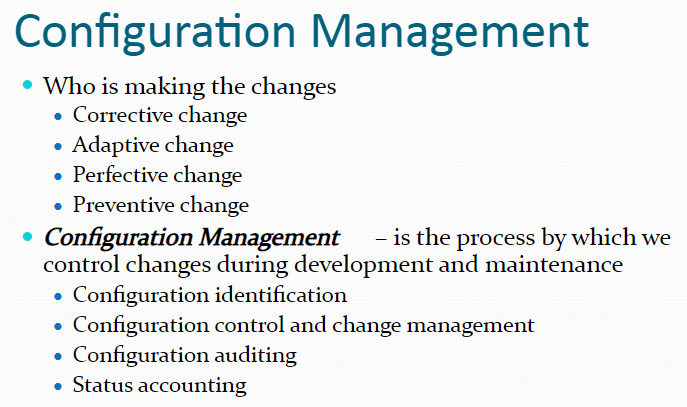 Configuration Management
Who is making the changes
Corrective change
Adaptive change
Perfective change
Preventive change
Configuration Management – is the process by which we
control changes during development and maintenance
Configuration identification
Configuration control and change management
Configuration auditing
Status accounting